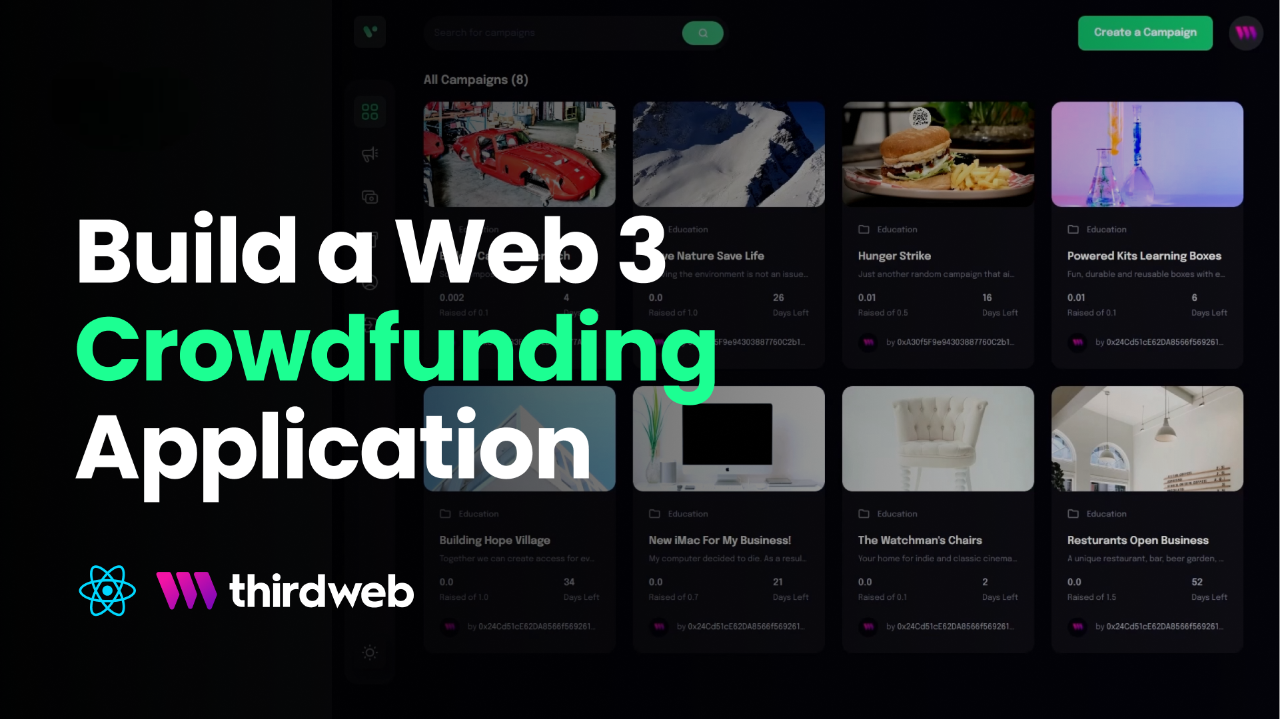 Search for campaigns
Create a Campaign
All Campaigns (8)
Build a Web 3
Crowdfunding
Application
thirdweb
Education
Save Life
0.002
4
Raised of 0.1
Days Left
Education
Nature Save Life
ing the environment is not an issue...
0.0
26
Raised of 1.0
Days Left
Education
Hunger Strike
Just another random campaign that ai...
0.01
16
Raised of 0.5
Days Left
by 0xA30f5F9e94303887760C2b1...
Education
Powered Kits Learning Boxes
Fun, durable and reusable boxes with e...
0.01
6
Raised of 0.1
Days Left
by 0x24Cd51cE62DA8566f569261...
Education
Building Hope Village
Together we can create access for ev...
0.0
34
Raised of 1.0
Days Left
by 0x24Cd51cE62DA8566f569261...
Education
New iMac For My Business!
My computer decided to die. As a resul...
0.0
21
Raised of 0.7
Days Left
by 0x24Cd51cE62DA8566f569261...
Education
The Watchman's Chairs
Your home for indie and classic cinema...
0.0
2
Raised of 0.1
Days Left
by 0x24Cd51cE62DA8566f569261...
Education
Resturants Open Business
A unique restaurant, bar, beer garden, ...
0.0
52
Raised of 1.5
Days Left
by 0x24Cd51cE62DA8566f569261...